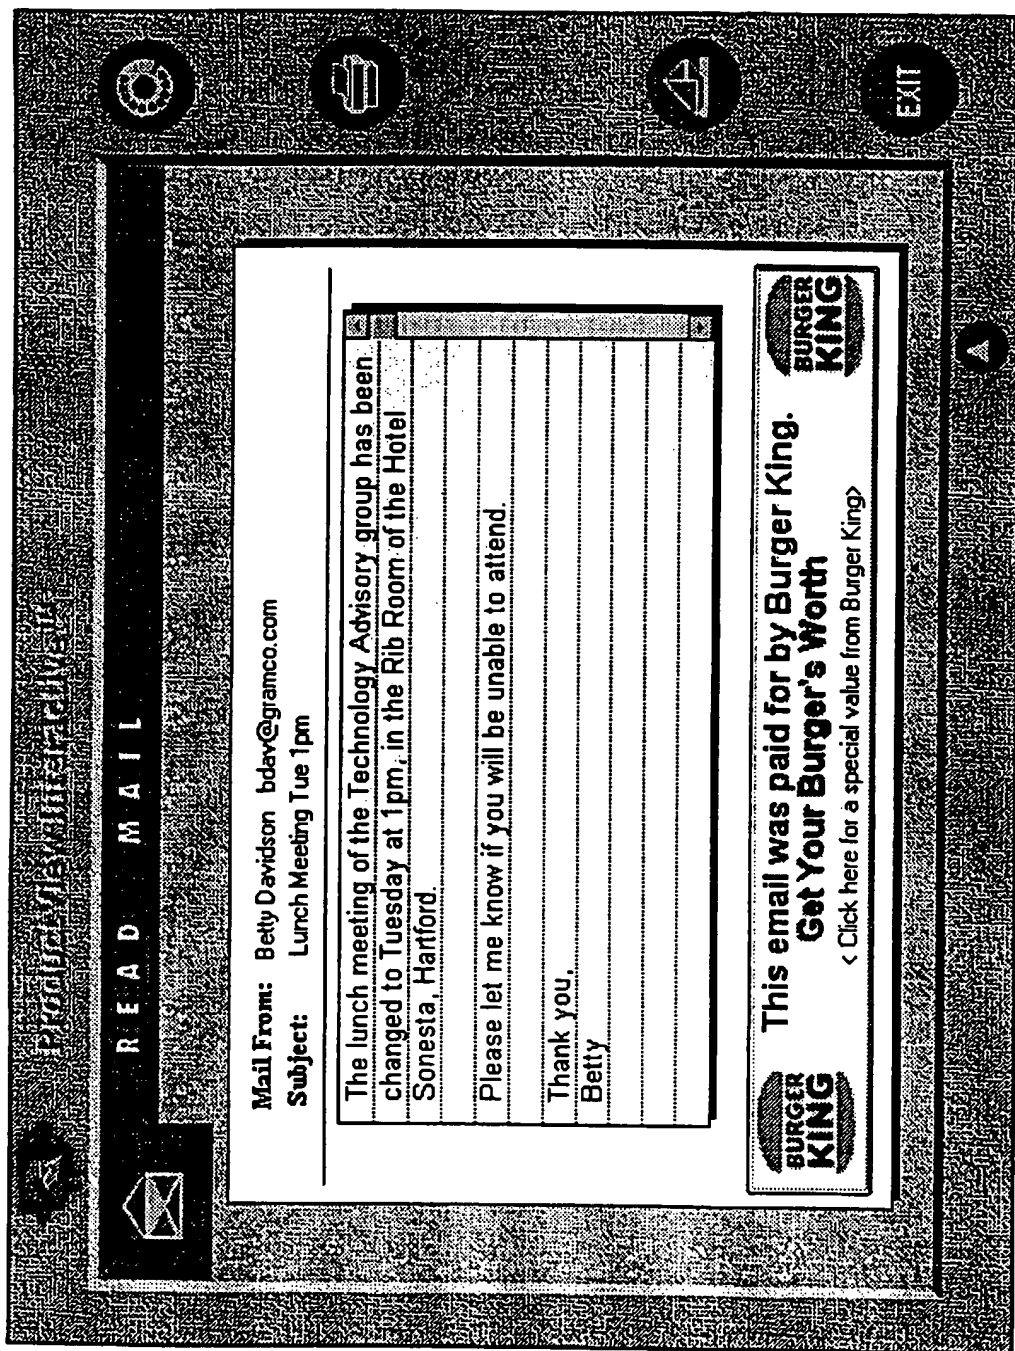 ProductViewInteractive
READ MAIL
Mail From: Betty Davidson bdav@gramco.com
Subject: Lunch Meeting Tue 1pm
The lunch meeting of the Technology Advisory group has been
changed to Tuesday at 1pm, in the Rib Room of the Hotel
Sonesta, Hartford.
Please let me know if you will be unable to attend.
Thank you,
Betty
BURGER
KING
This email was paid for by Burger King.
Get Your Burger's Worth
< Click here for a special value from Burger King>
BURGER
KING
EXIT